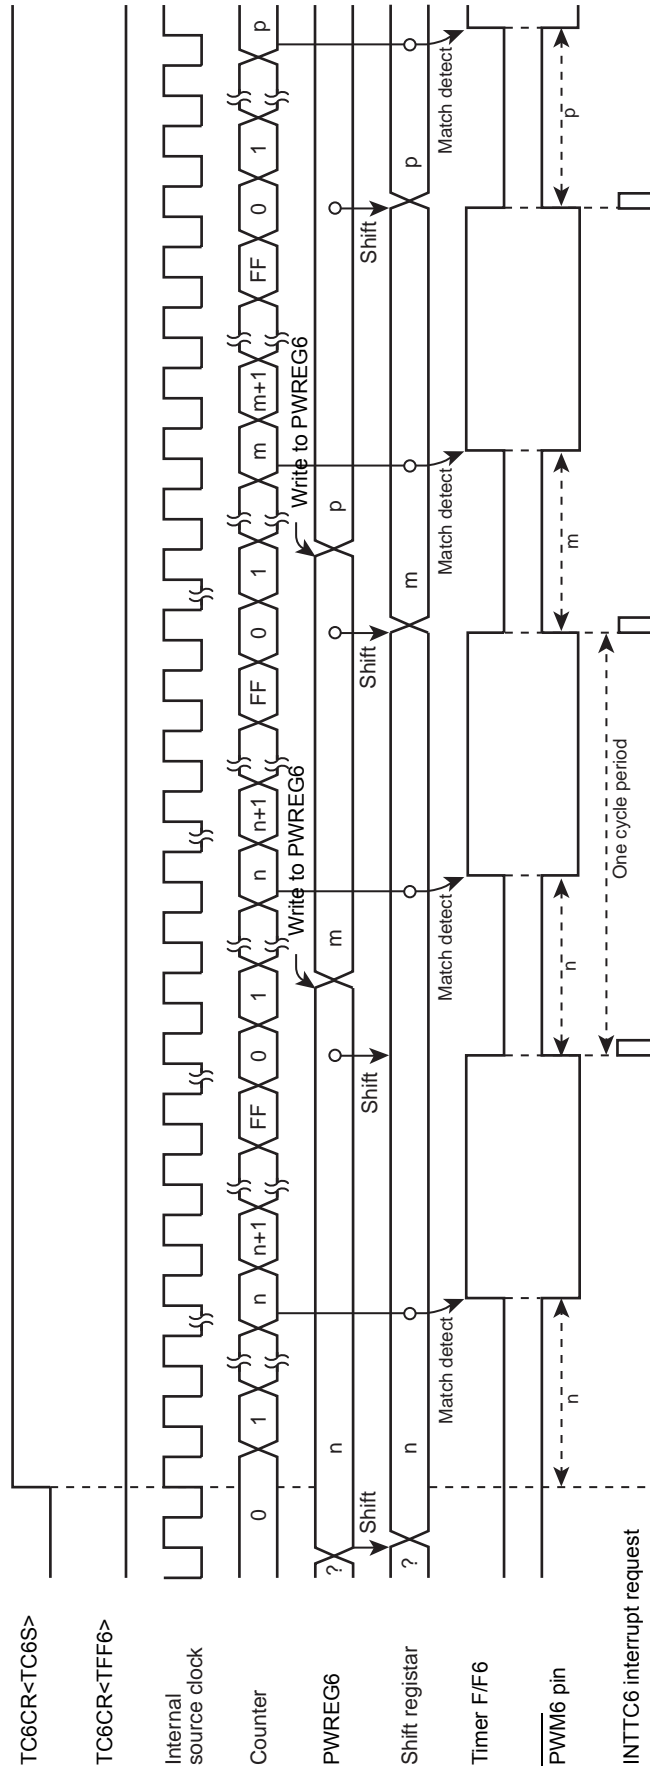 TC6CR<TC6S>
TC6CR<TFF6>
Internal
source clock
Counter 0 1 n n+1 FF 0 1 n n+1 FF 0 1 m m+1 FF 0 1 p
Write to PWREG6 Write to PWREG6
PWREG6 ? n m p
Shift Shift Shift Shift
Shift registar ? n m p
Match detect Match detect Match detect Match detect
Timer F/F6
PWM6 pin
n n m p
One cycle period
INTTC6 interrupt request